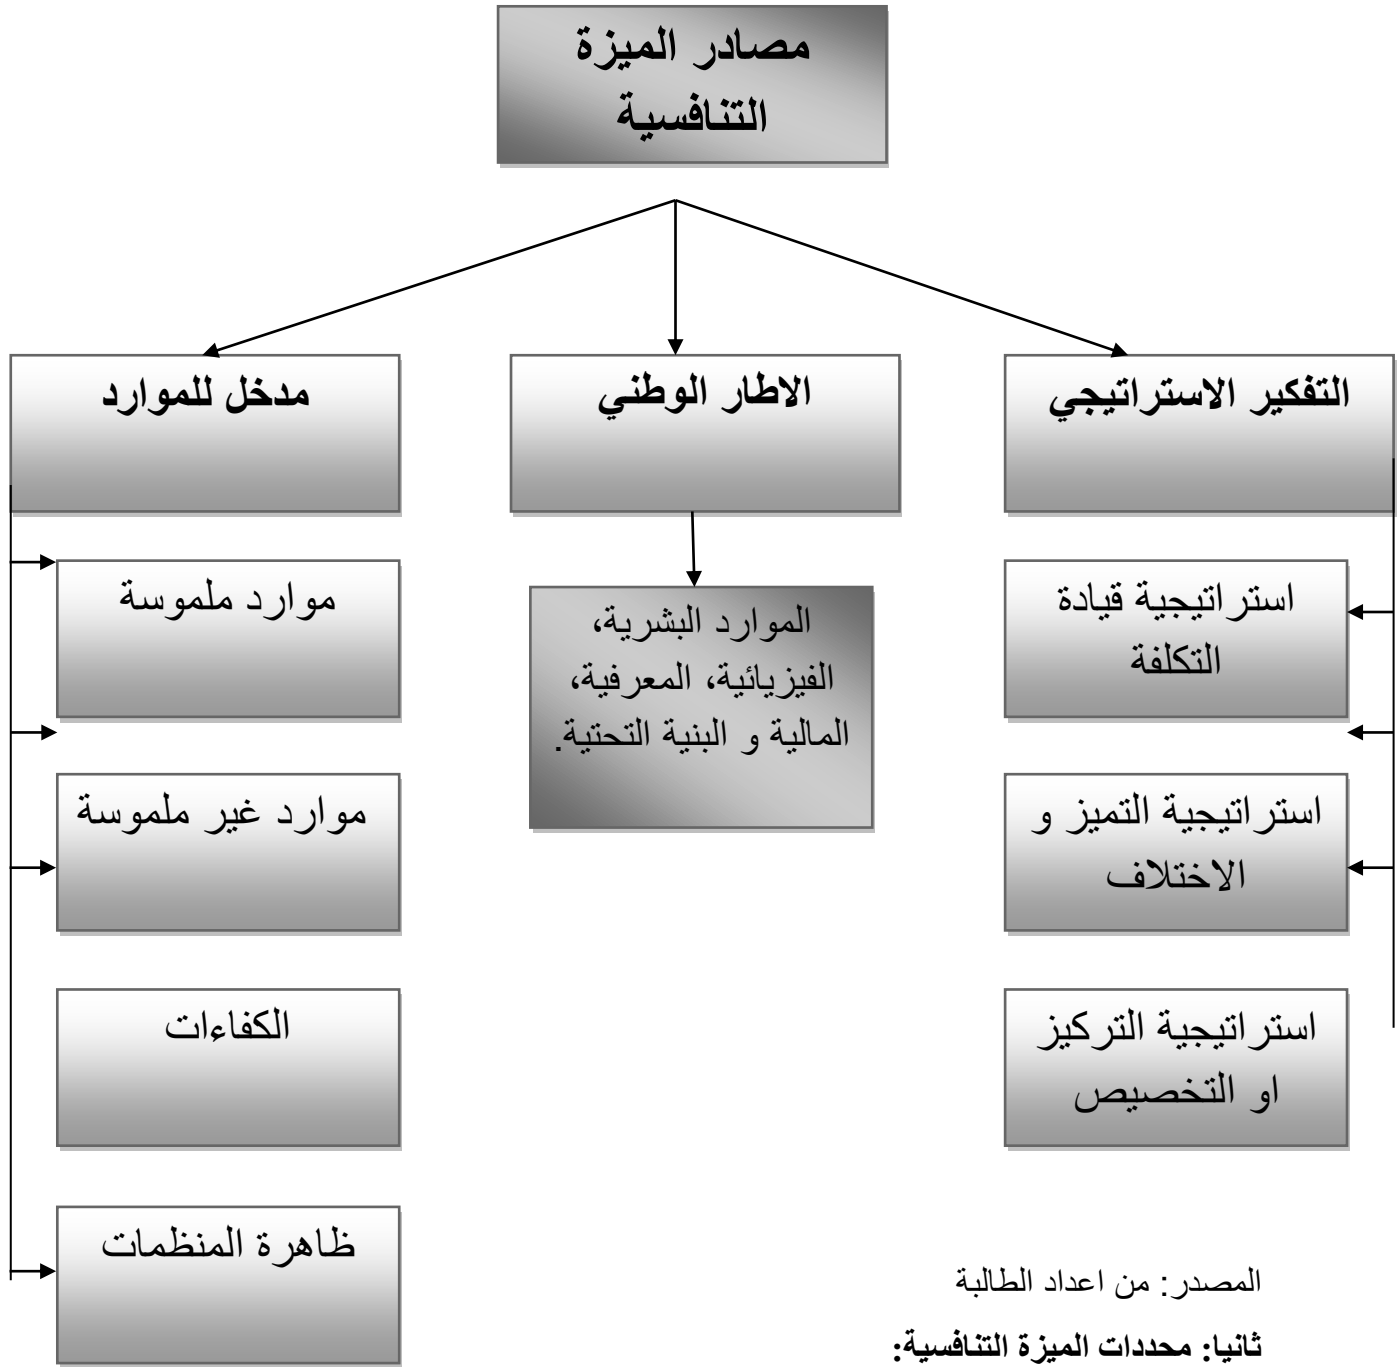 مصادر الميزة
التنافسية
التفكير الاستراتيجي
الاطار الوطني
مدخل للموارد
استراتيجية قيادة
التكلفة
استراتيجية التميز و
الاختلاف
استراتيجية التركيز
او التخصيص
الموارد البشرية،
الفيزيائية، المعرفية،
المالية و البنية التحتية.
موارد ملموسة
موارد غير ملموسة
الكفاءات
ظاهرة المنظمات
المصدر: من اعداد الطالبة
ثانيا: محددات الميزة التنافسية: